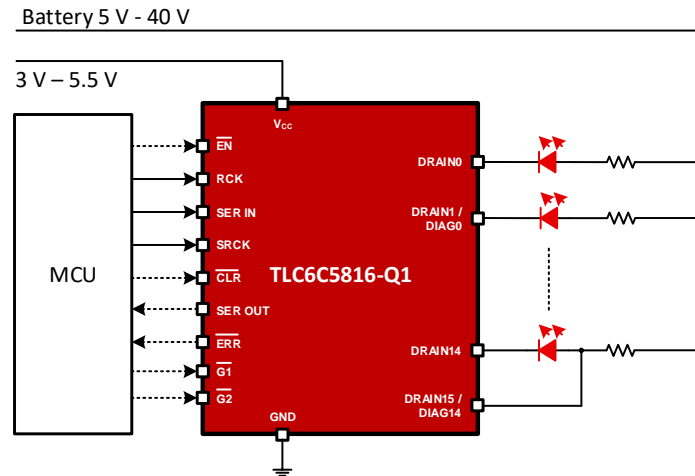 Battery 5 V - 40 V
3 V – 5.5 V
V_CC
EN
RCK
SER IN
SRCK
CLR
SER OUT
ERR
G1
G2
MCU
TLC6C5816-Q1
DRAIN0
DRAIN1 /
DIAG0
DRAIN14
DRAIN15 /
DIAG14
GND